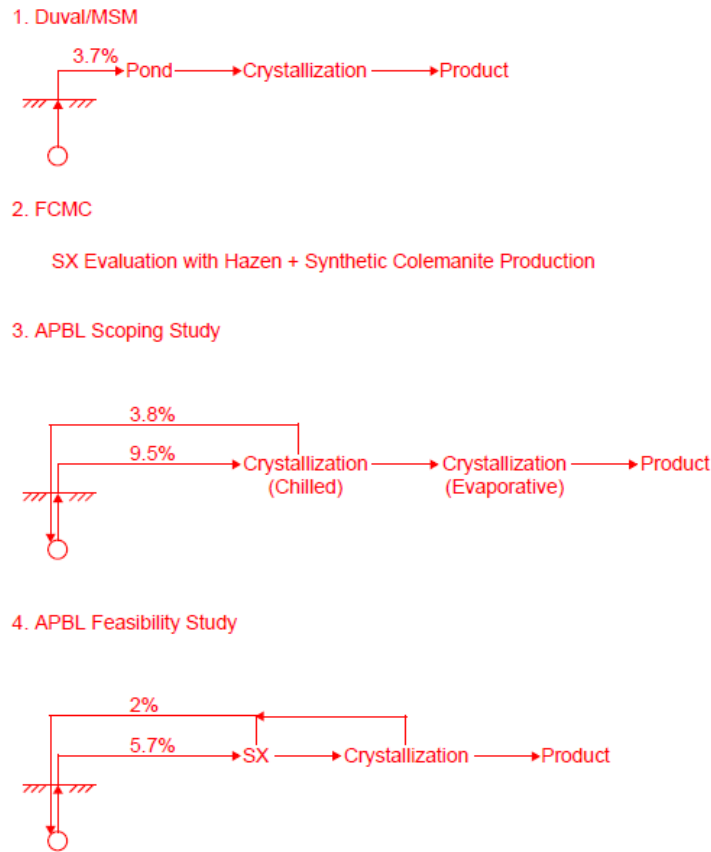 1. Duval/MSM
3.7%
Pond Crystallization Product
2. FCMC
SX Evaluation with Hazen + Synthetic Colemanite Production
3. APBL Scoping Study
3.8%
9.5%
Crystallization Crystallization Product
(Chilled) (Evaporative)
4. APBL Feasibility Study
2%
5.7%
SX Crystallization Product